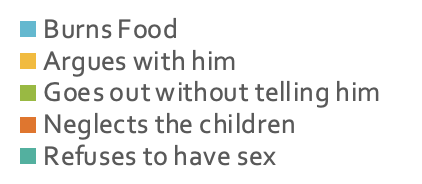 Burns Food
Argues with him
Goes out without telling him
Neglects the children
Refuses to have sex